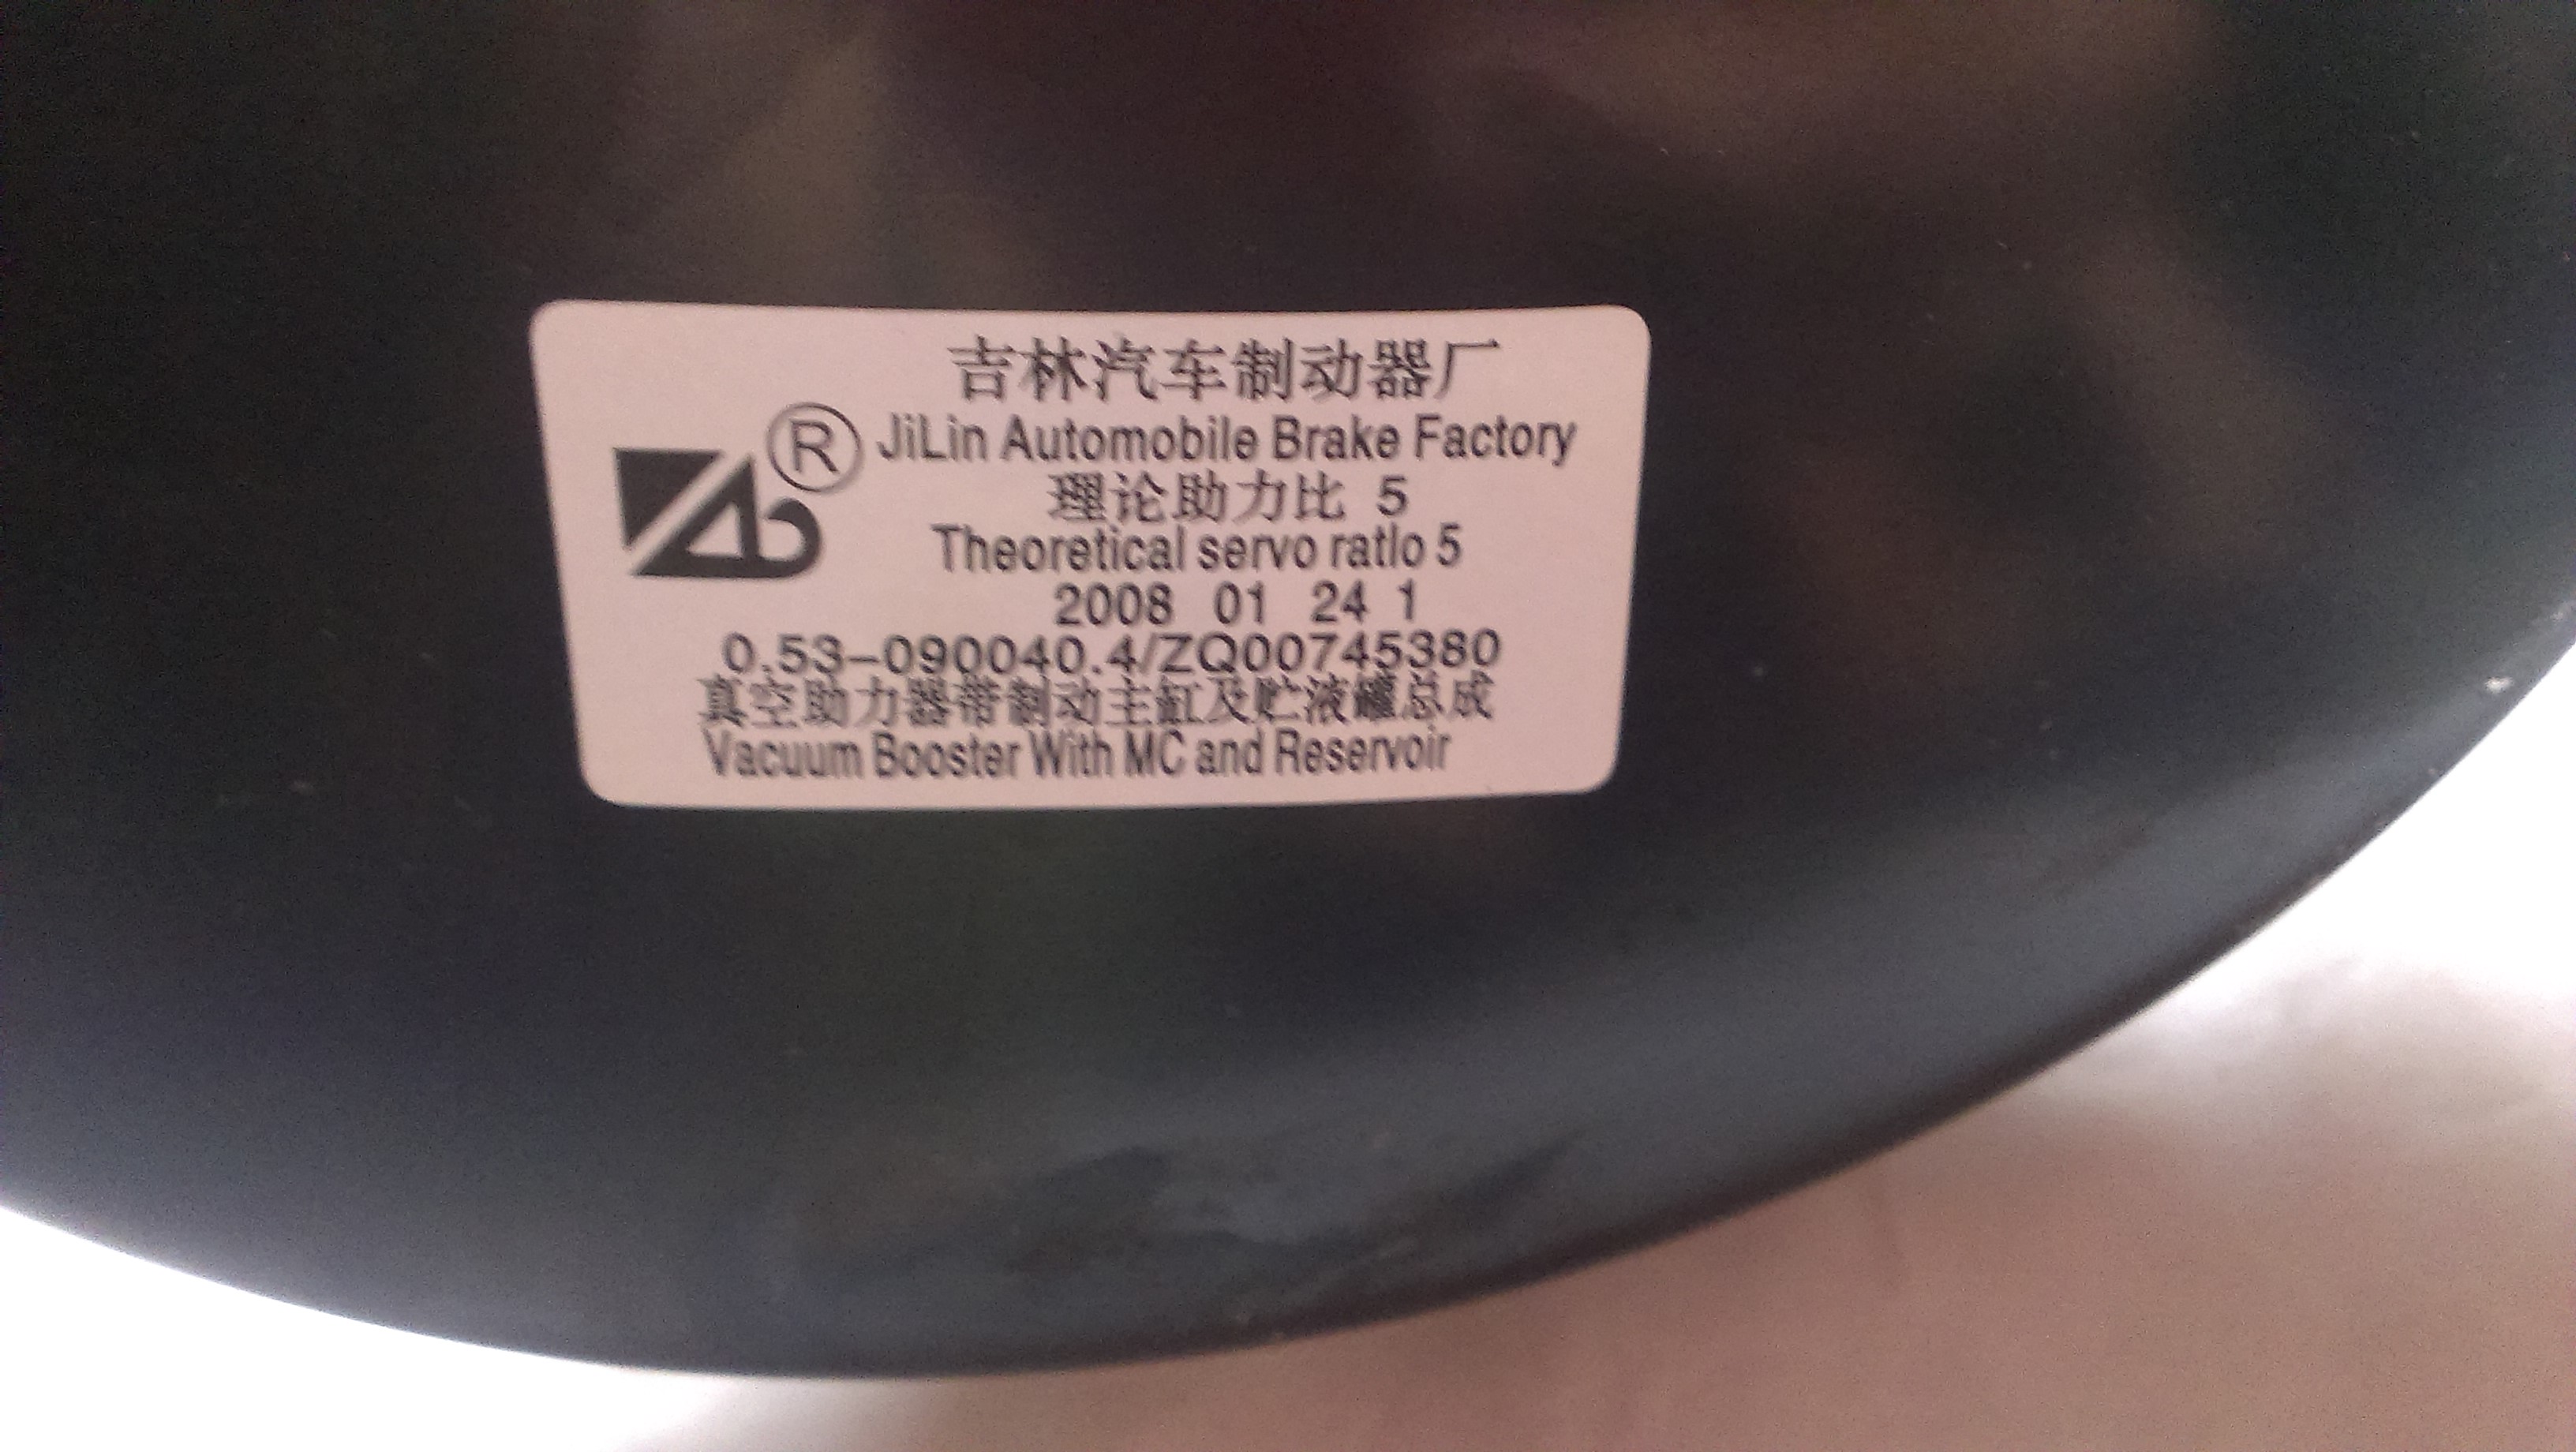 吉林汽车制动器厂
® JiLin Automobile Brake Factory
理论助力比 5
Theoretical servo ratlo 5
2008 01 24 1
0.53-090040.4/ZQ00745380
真空助力器带制动主缸及贮液罐总成
Vacuum Booster With MC and Reservoir